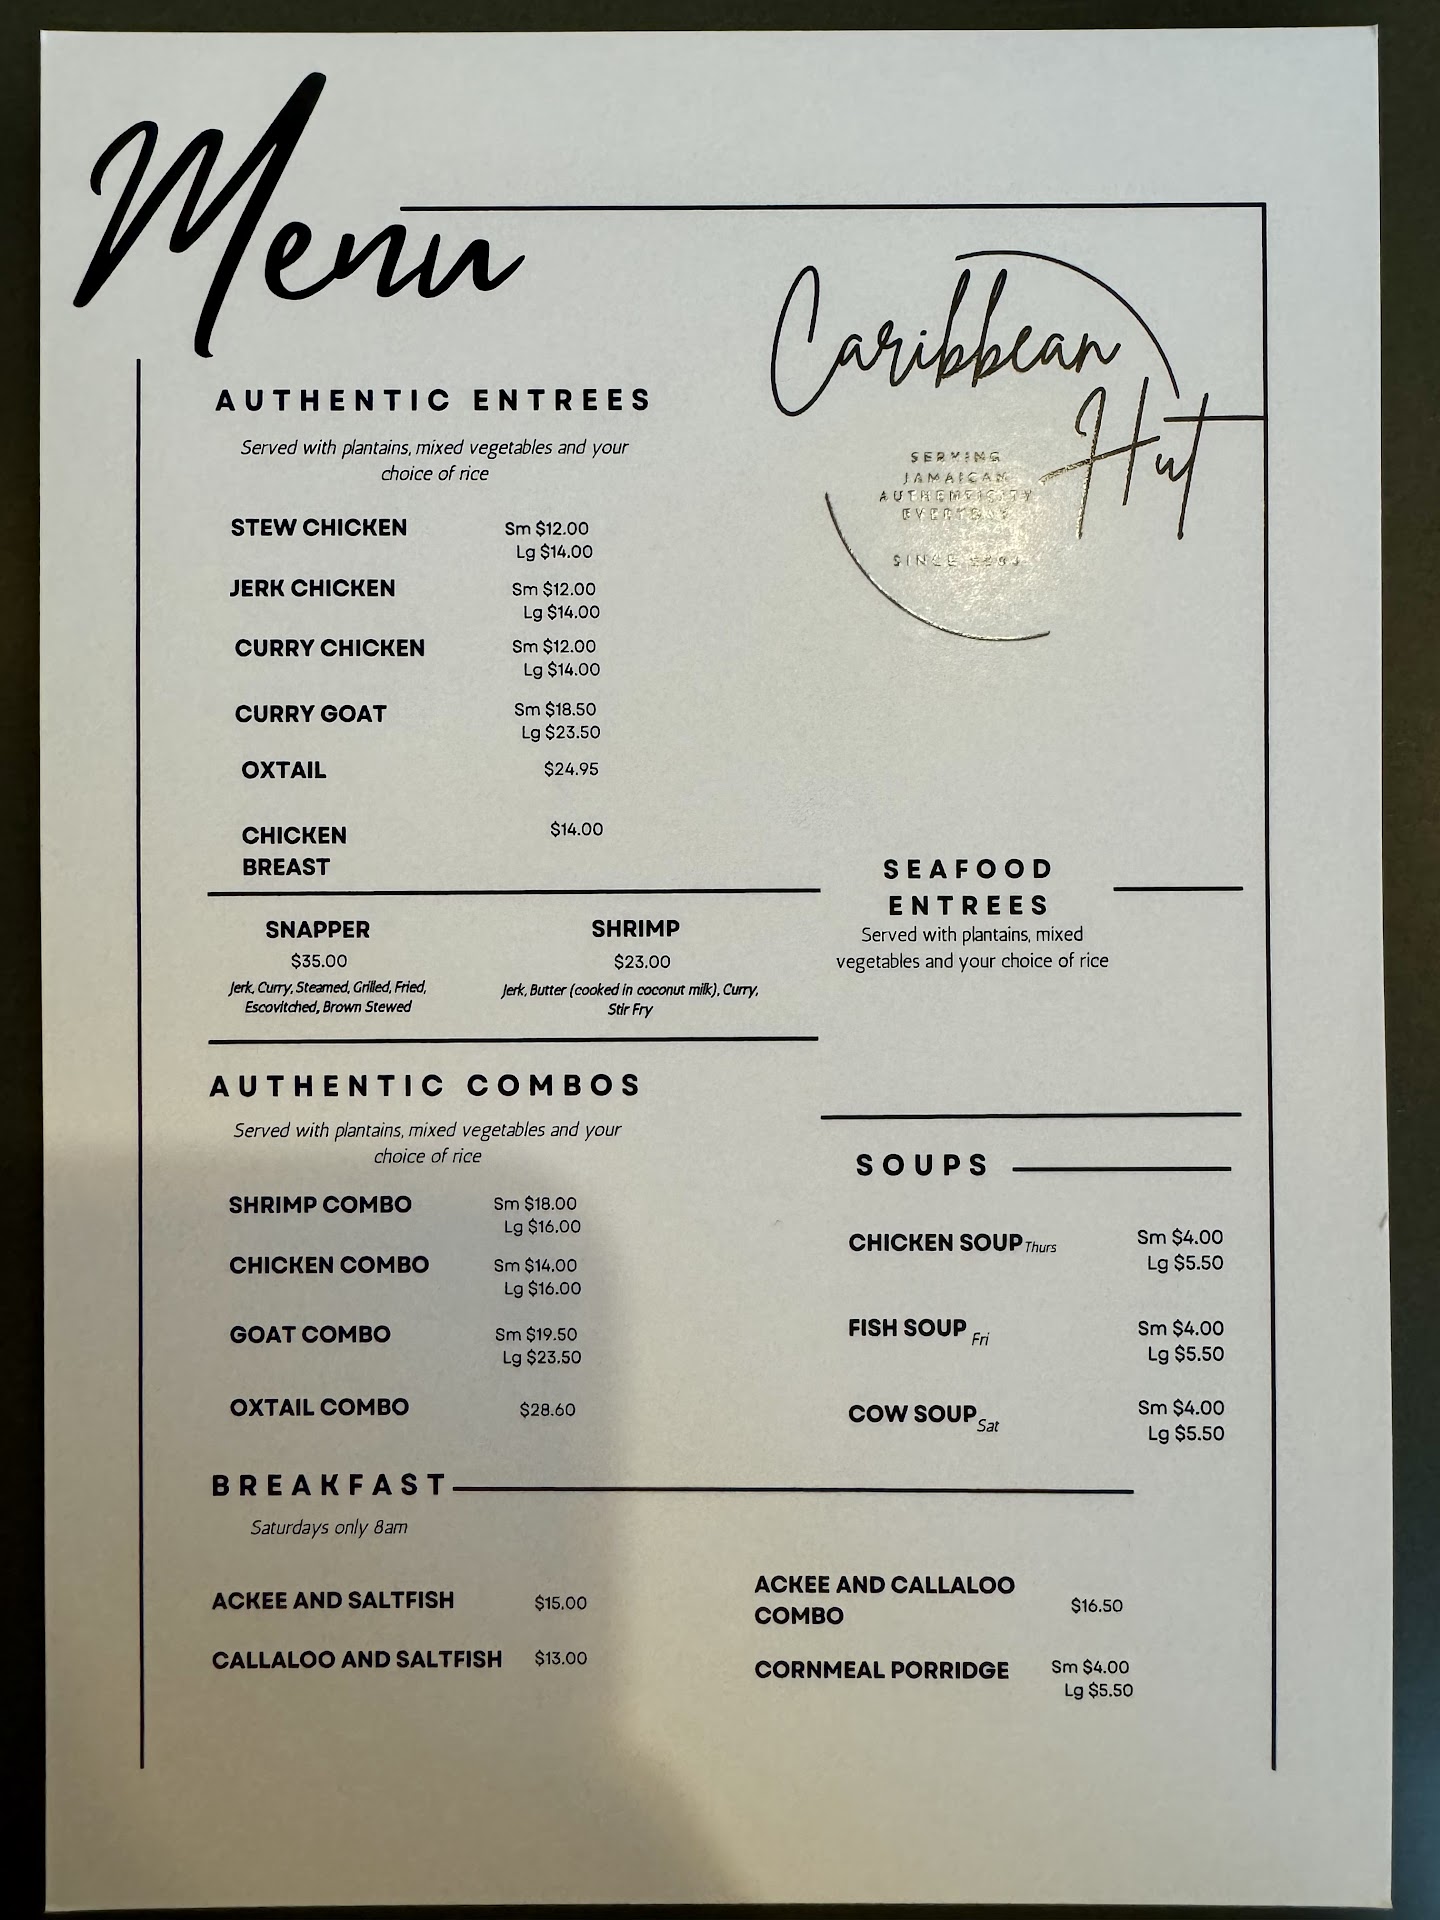 Menu
Caribbean
Hut
SERVING
JAMAICAN
AUTHENTICITY
EVERYDAY
SINCE
AUTHENTIC ENTREES
Served with plantains, mixed vegetables and your
choice of rice
STEW CHICKEN Sm $12.00
Lg $14.00
JERK CHICKEN Sm $12.00
Lg $14.00
CURRY CHICKEN Sm $12.00
Lg $14.00
CURRY GOAT Sm $18.50
Lg $23.50
OXTAIL $24.95
CHICKEN $14.00
BREAST
SEAFOOD
ENTREES
Served with plantains, mixed
vegetables and your choice of rice
SNAPPER
$35.00
Jerk, Curry, Steamed, Grilled, Fried,
Escovitched, Brown Stewed
SHRIMP
$23.00
Jerk, Butter (cooked in coconut milk), Curry,
Stir Fry
AUTHENTIC COMBOS
Served with plantains, mixed vegetables and your
choice of rice
SHRIMP COMBO Sm $18.00
Lg $16.00
CHICKEN COMBO Sm $14.00
Lg $16.00
GOAT COMBO Sm $19.50
Lg $23.50
OXTAIL COMBO $28.60
SOUPS
CHICKEN SOUP Thurs Sm $4.00
Lg $5.50
FISH SOUP Fri Sm $4.00
Lg $5.50
COW SOUP Sat Sm $4.00
Lg $5.50
BREAKFAST
Saturdays only 8am
ACKEE AND SALTFISH $15.00
CALLALOO AND SALTFISH $13.00
ACKEE AND CALLALOO
COMBO $16.50
CORNMEAL PORRIDGE Sm $4.00
Lg $5.50